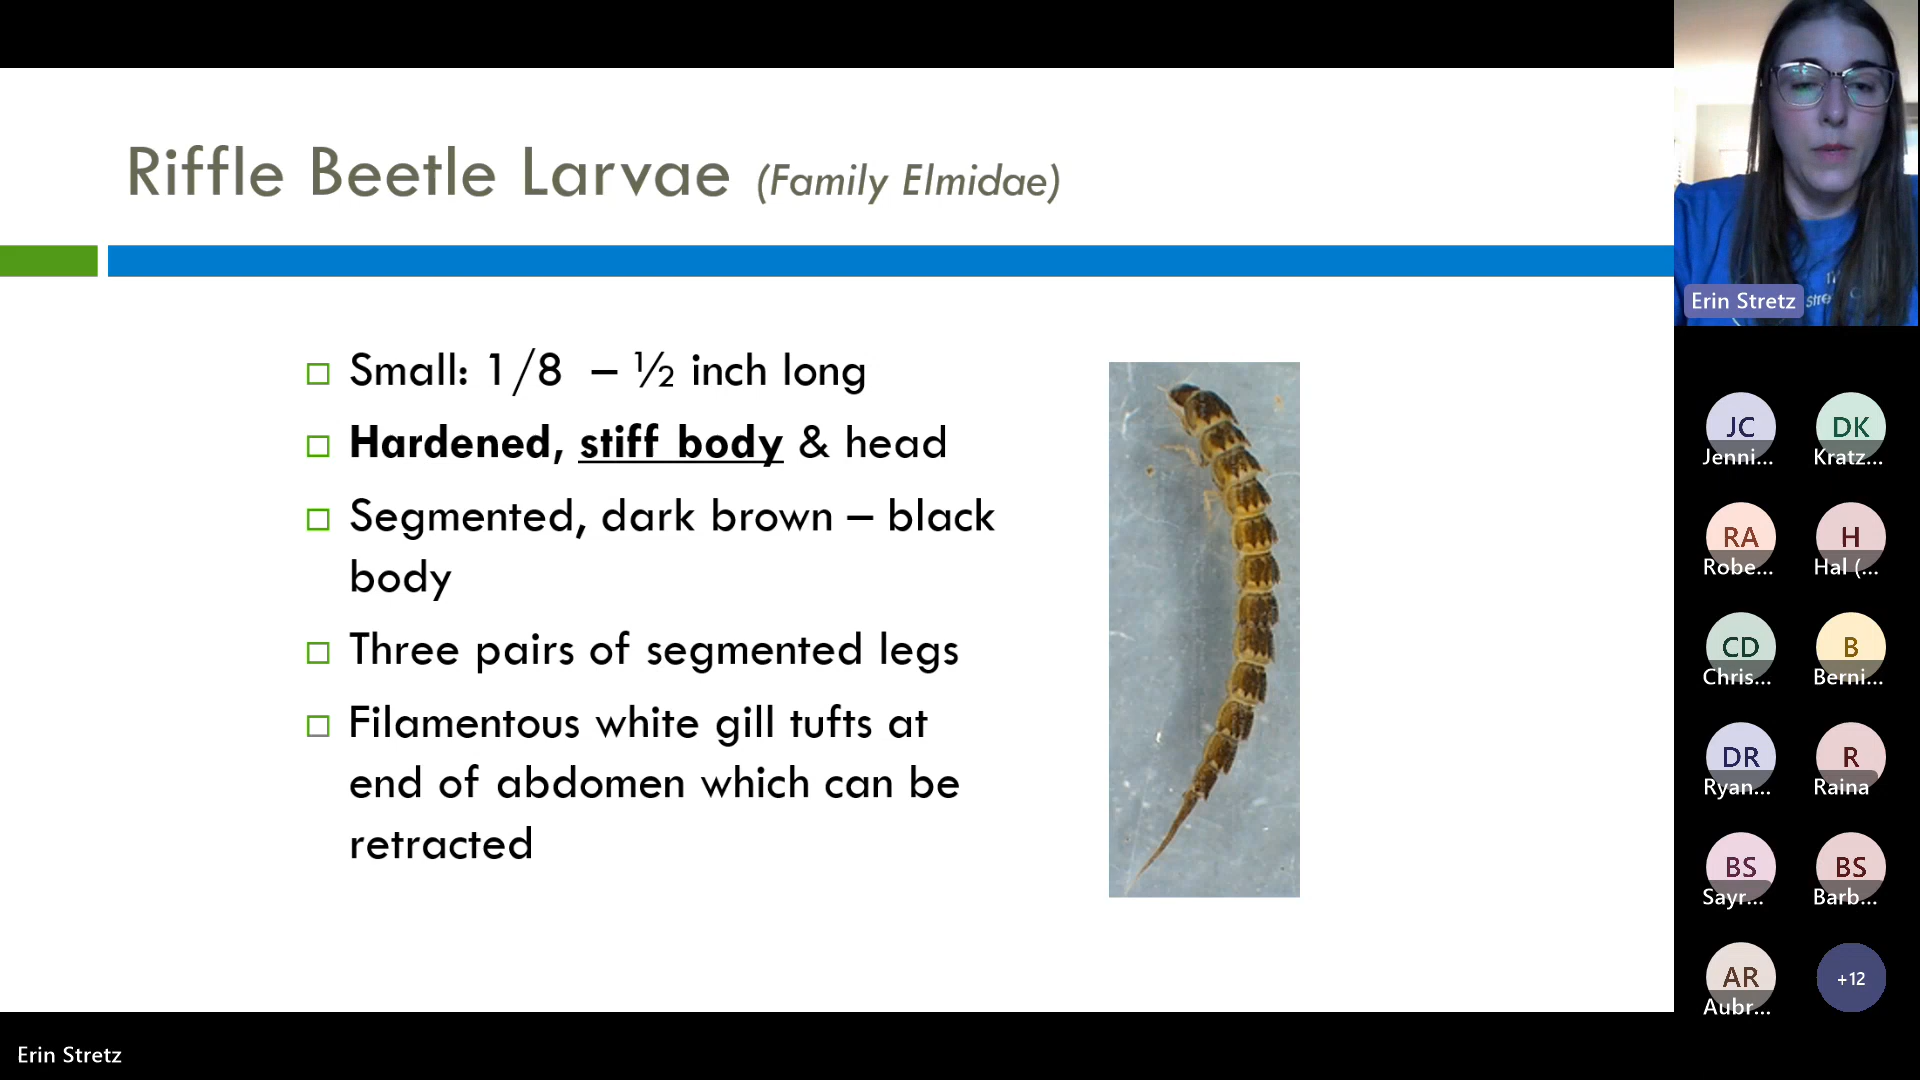 Riffle Beetle Larvae (Family Elmidae)
Small: 1/8 – ½ inch long
Hardened, stiff body & head
Segmented, dark brown – black
body
Three pairs of segmented legs
Filamentous white gill tufts at
end of abdomen which can be
retracted
Erin Stretz
JC
Jenni...
DK
Kratz...
RA
Robe...
H
Hal (...
CD
Chris...
B
Berni...
DR
Ryan...
R
Raina
BS
Sayr...
BS
Barb...
AR
Aubr...
+12
Erin Stretz